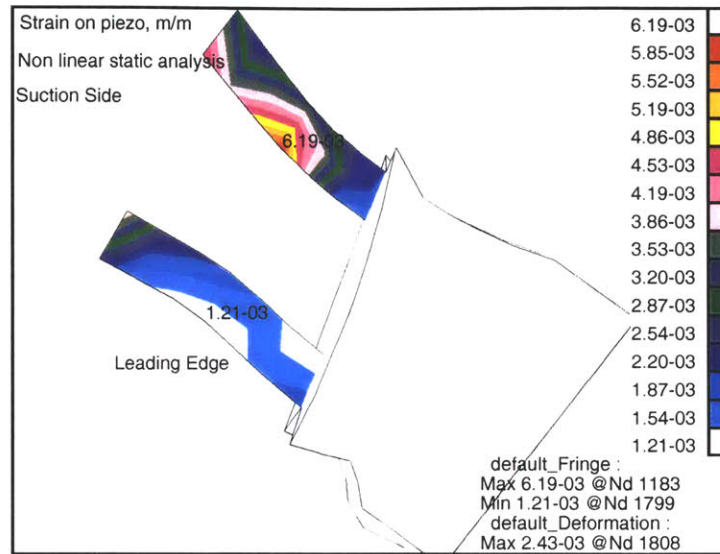 Strain on piezo, m/m
Non linear static analysis
Suction Side
6.19-03
1.21-03
Leading Edge
6.19-03
5.85-03
5.52-03
5.19-03
4.86-03
4.53-03
4.19-03
3.86-03
3.53-03
3.20-03
2.87-03
2.54-03
2.20-03
1.87-03
1.54-03
1.21-03
default_Fringe :
Max 6.19-03 @Nd 1183
Min 1.21-03 @Nd 1799
default_Deformation :
Max 2.43-03 @Nd 1808